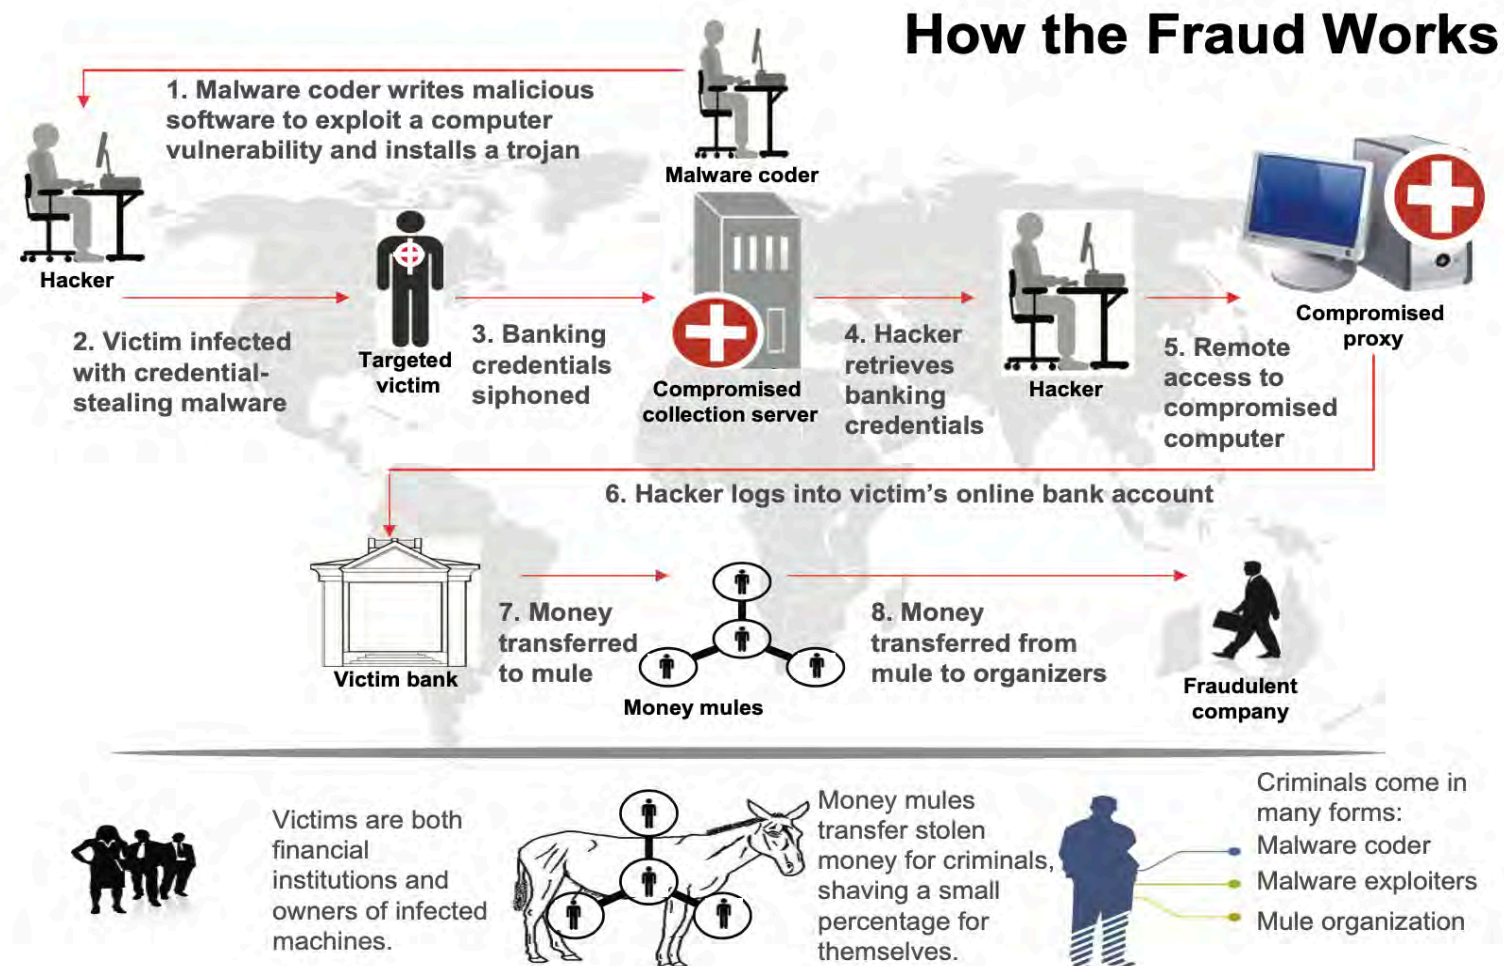 How the Fraud Works
1. Malware coder writes malicious
software to exploit a computer
vulnerability and installs a trojan
Malware coder
Hacker
2. Victim infected
with credential-
stealing malware
Targeted
victim
3. Banking
credentials
siphoned
Compromised
collection server
4. Hacker
retrieves
banking
credentials
Hacker
5. Remote
access to
compromised
computer
Compromised
proxy
6. Hacker logs into victim’s online bank account
Victim bank
7. Money
transferred
to mule
Money mules
8. Money
transferred from
mule to organizers
Fraudulent
company
Victims are both
financial
institutions and
owners of infected
machines.
Money mules
transfer stolen
money for criminals,
shaving a small
percentage for
themselves.
Criminals come in
many forms:
Malware coder
Malware exploiters
Mule organization